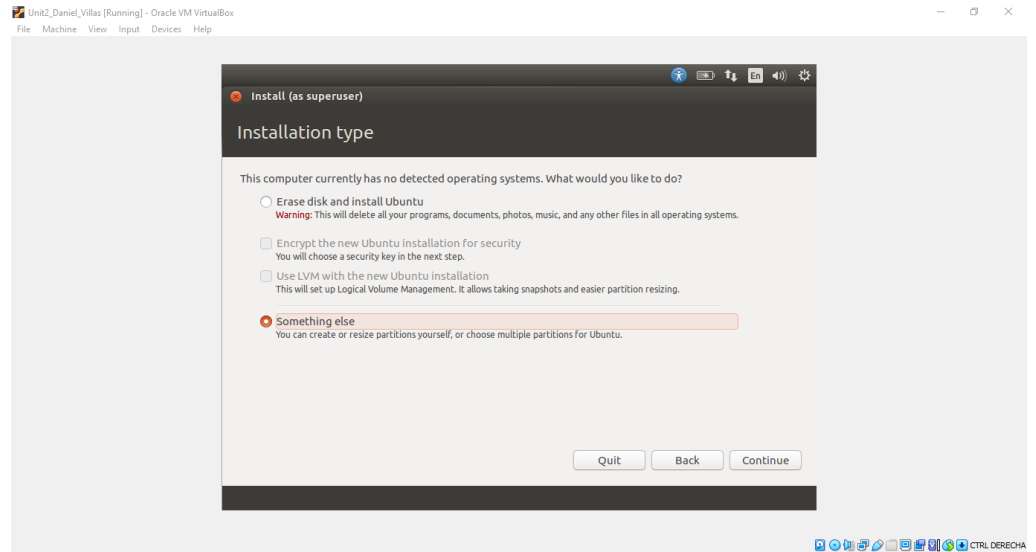 Unit2_Daniel_Villas [Running] - Oracle VM VirtualBox
File Machine View Input Devices Help
En
Install (as superuser)
Installation type
This computer currently has no detected operating systems. What would you like to do?
Erase disk and install Ubuntu
Warning: This will delete all your programs, documents, photos, music, and any other files in all operating systems.
Encrypt the new Ubuntu installation for security
You will choose a security key in the next step.
Use LVM with the new Ubuntu installation
This will set up Logical Volume Management. It allows taking snapshots and easier partition resizing.
Something else
You can create or resize partitions yourself, or choose multiple partitions for Ubuntu.
Quit Back Continue
CTRL DERECHA